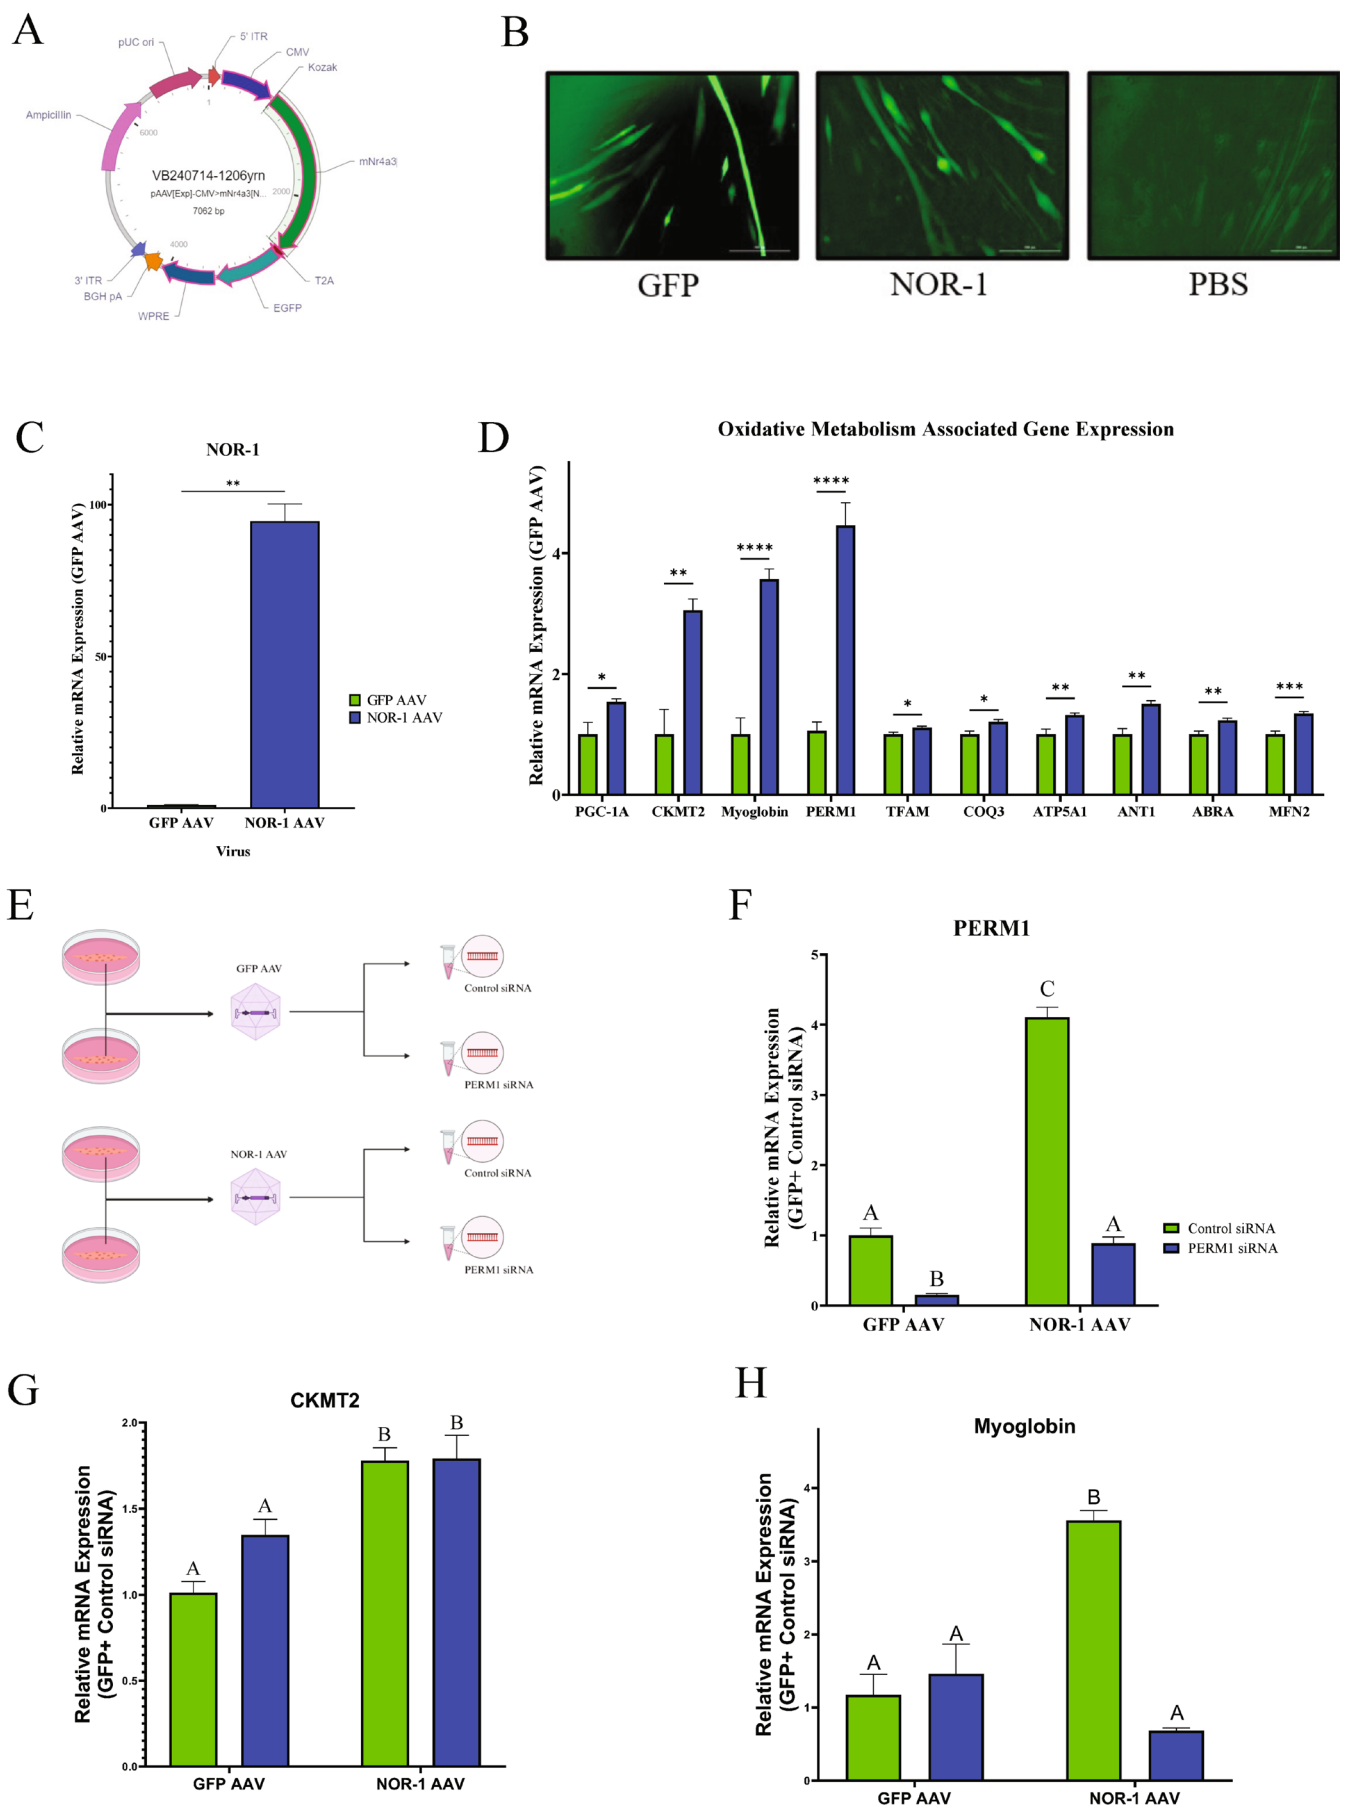 A
pUC ori
5' ITR
CMV
Kozak
Ampicillin
6000
1
mNr4a3
VB240714-1206yrn
pAAV[Exp]-CMV>mNr4a3[N...
7062 bp
2000
4000
3' ITR
BGH pA
WPRE
EGFP
T2A
B
GFP
NOR-1
PBS
C
NOR-1
Relative mRNA Expression (GFP AAV)
**
100
50
0
GFP AAV
NOR-1 AAV
Virus
GFP AAV
NOR-1 AAV
D
Oxidative Metabolism Associated Gene Expression
Relative mRNA Expression (GFP AAV)
4
2
0
*
**
****
****
*
*
**
**
**
***
PGC-1A
CKMT2
Myoglobin
PERM1
TFAM
COQ3
ATP5A1
ANT1
ABRA
MFN2
E
GFP AAV
Control siRNA
PERM1 siRNA
NOR-1 AAV
Control siRNA
PERM1 siRNA
F
PERM1
Relative mRNA Expression
(GFP+ Control siRNA)
5
4
3
2
1
0
A
B
C
A
GFP AAV
NOR-1 AAV
Control siRNA
PERM1 siRNA
G
CKMT2
Relative mRNA Expression
(GFP+ Control siRNA)
2.0
1.5
1.0
0.5
0.0
A
A
B
B
GFP AAV
NOR-1 AAV
H
Myoglobin
Relative mRNA Expression
(GFP+ Control siRNA)
4
3
2
1
0
A
A
B
A
GFP AAV
NOR-1 AAV